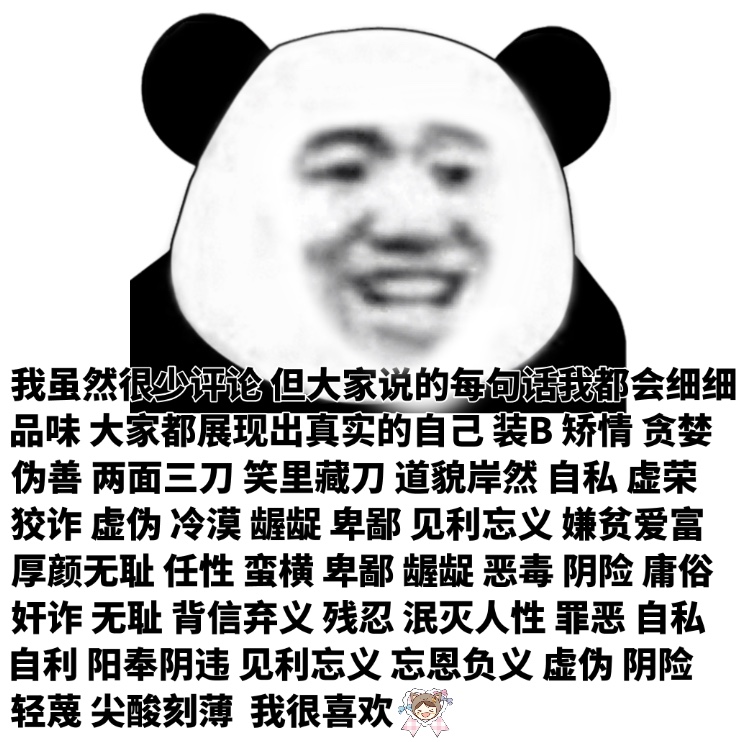 我虽然很少评论 但大家说的每句话我都会细细
品味 大家都展现出真实的自己 装B 矫情 贪婪
伪善 两面三刀 笑里藏刀 道貌岸然 自私 虚荣
狡诈 虚伪 冷漠 龌龊 卑鄙 见利忘义 嫌贫爱富
厚颜无耻 任性 蛮横 卑鄙 龌龊 恶毒 阴险 庸俗
奸诈 无耻 背信弃义 残忍 泯灭人性 罪恶 自私
自利 阳奉阴违 见利忘义 忘恩负义 虚伪 阴险
轻蔑 尖酸刻薄 我很喜欢